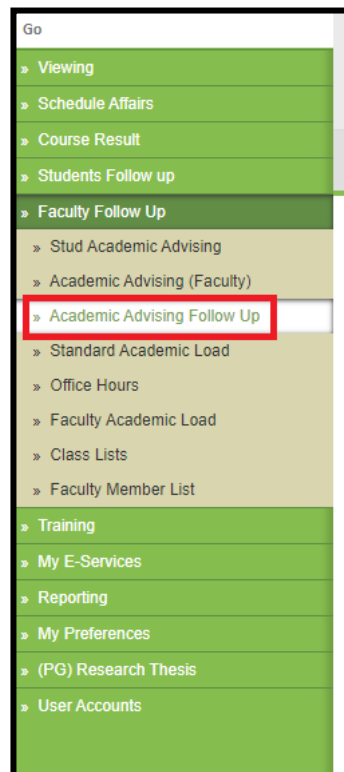 Go
» Viewing
» Schedule Affairs
» Course Result
» Students Follow up
» Faculty Follow Up
» Stud Academic Advising
» Academic Advising (Faculty)
» Academic Advising Follow Up
» Standard Academic Load
» Office Hours
» Faculty Academic Load
» Class Lists
» Faculty Member List
» Training
» My E-Services
» Reporting
» My Preferences
» (PG) Research Thesis
» User Accounts